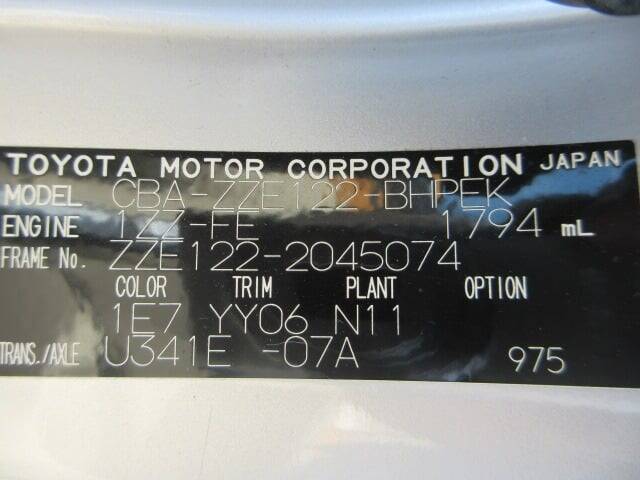 TOYOTA MOTOR CORPORATION JAPAN
MODEL CBA-ZZE122-BHPEK
ENGINE 1ZZ-FE 1794 mL
FRAME No. ZZE122-2045074
COLOR TRIM PLANT OPTION
1E7 YY06 N11
TRANS./AXLE U341E -07A 975